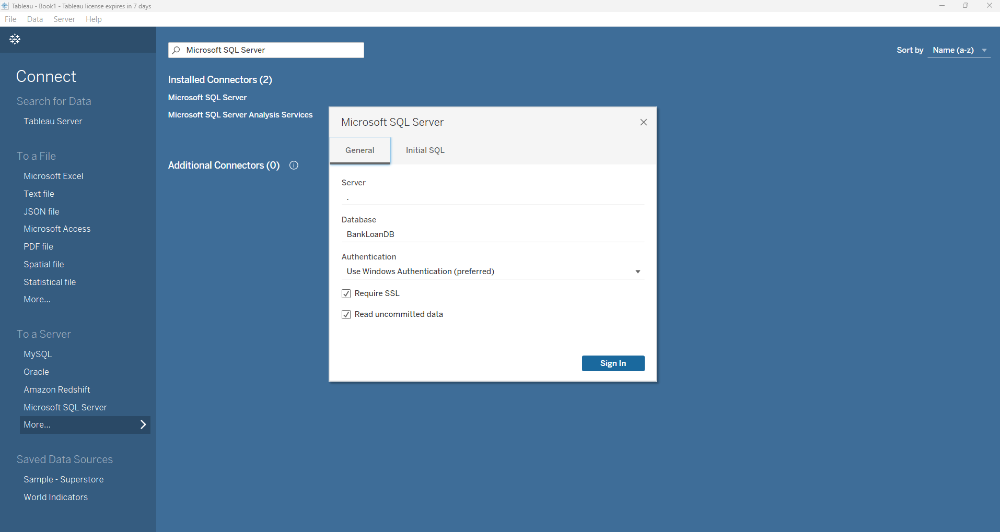 Tableau - Book1 - Tableau license expires in 7 days
File Data Server Help
Connect
Search for Data
Tableau Server
To a File
Microsoft Excel
Text file
JSON file
Microsoft Access
PDF file
Spatial file
Statistical file
More...
To a Server
MySQL
Oracle
Amazon Redshift
Microsoft SQL Server
More...
Saved Data Sources
Sample - Superstore
World Indicators
Microsoft SQL Server
Sort by Name (a-z)
Installed Connectors (2)
Microsoft SQL Server
Microsoft SQL Server Analysis Services
Additional Connectors (0)
Microsoft SQL Server
General Initial SQL
Server
.
Database
BankLoanDB
Authentication
Use Windows Authentication (preferred)
Require SSL
Read uncommitted data
Sign In